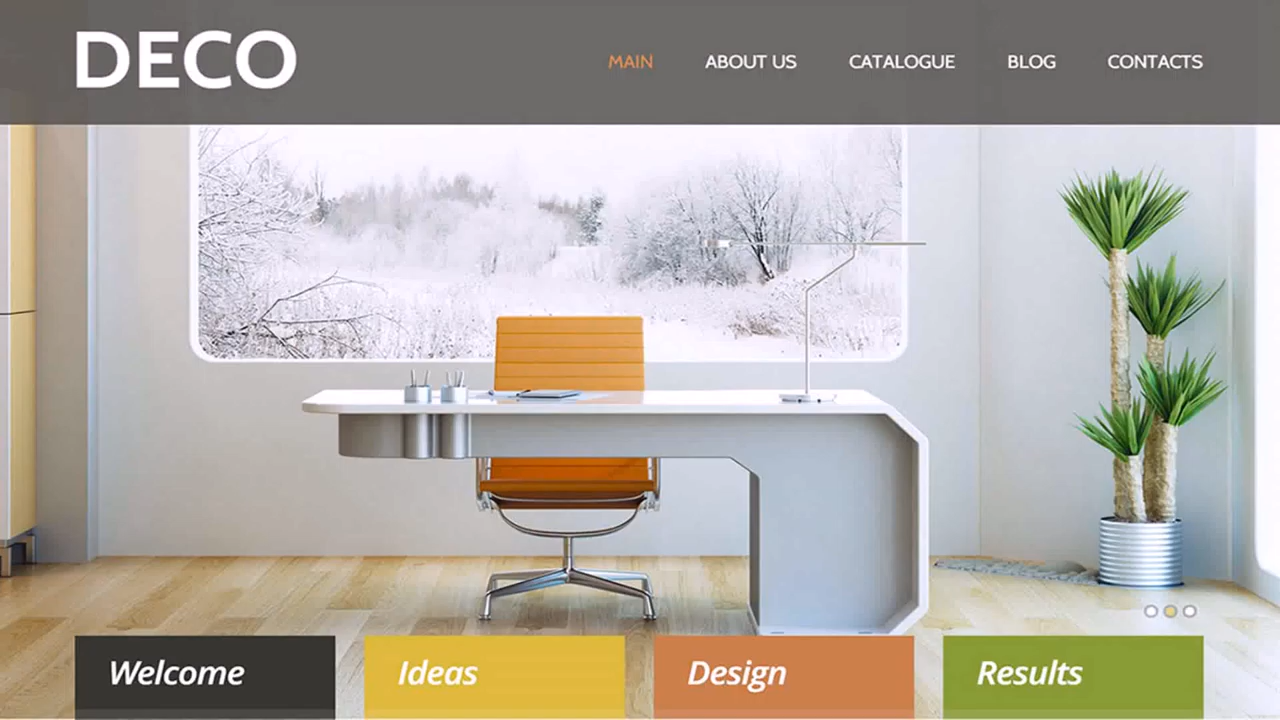 DECO
MAIN ABOUT US CATALOGUE BLOG CONTACTS
Welcome
Ideas
Design
Results